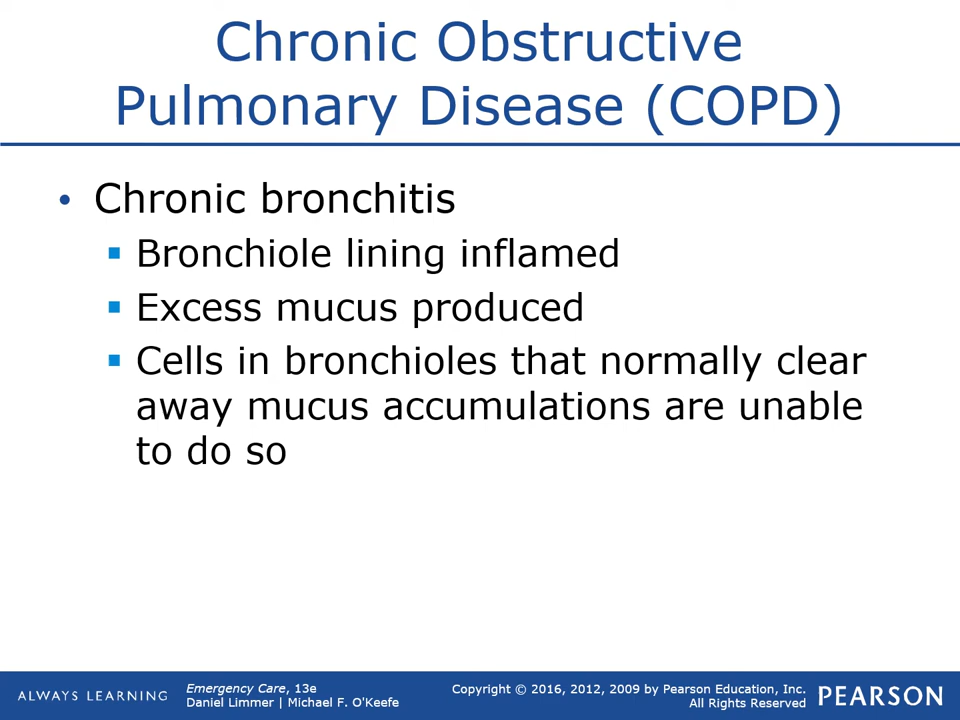 Chronic Obstructive
Pulmonary Disease (COPD)
• Chronic bronchitis
▪ Bronchiole lining inflamed
▪ Excess mucus produced
▪ Cells in bronchioles that normally clear
away mucus accumulations are unable
to do so
ALWAYS LEARNING
Emergency Care, 13e
Daniel Limmer | Michael F. O'Keefe
Copyright © 2016, 2012, 2009 by Pearson Education, Inc.
All Rights Reserved
PEARSON